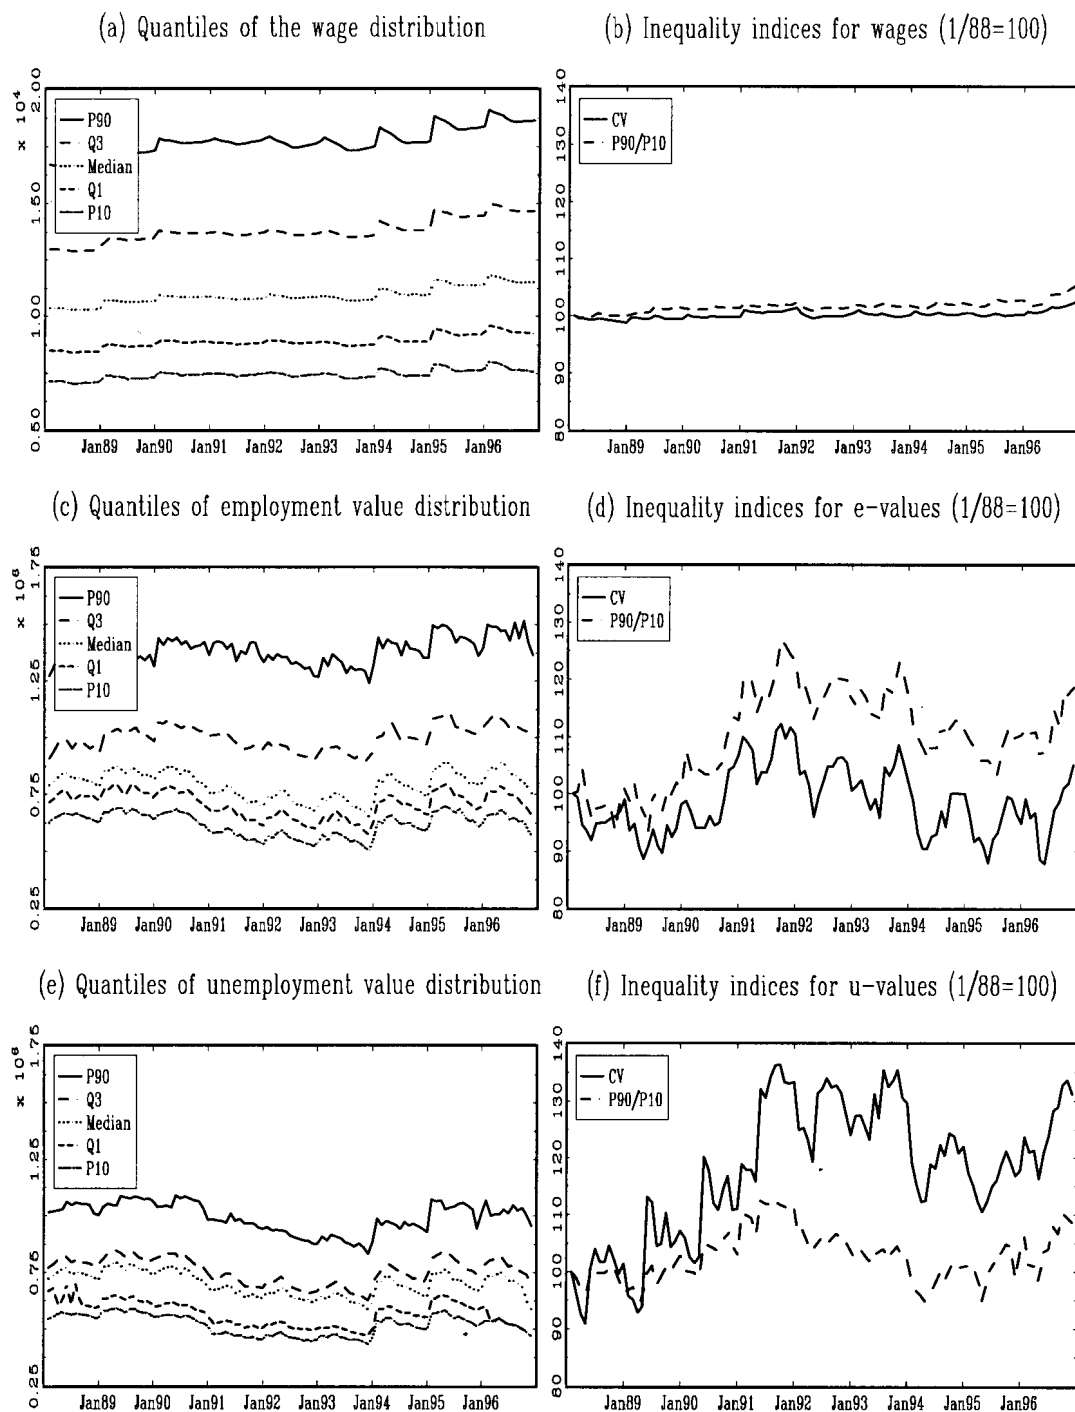 (a) Quantiles of the wage distribution
x 10⁴
2.00
1.50
1.00
0.50
P90
Q3
Median
Q1
P10
Jan89 Jan90 Jan91 Jan92 Jan93 Jan94 Jan95 Jan96
(b) Inequality indices for wages (1/88=100)
140
130
120
110
100
90
80
CV
P90/P10
Jan89 Jan90 Jan91 Jan92 Jan93 Jan94 Jan95 Jan96
(c) Quantiles of employment value distribution
x 10⁶
1.75
1.25
0.75
0.25
P90
Q3
Median
Q1
P10
Jan89 Jan90 Jan91 Jan92 Jan93 Jan94 Jan95 Jan96
(d) Inequality indices for e-values (1/88=100)
140
130
120
110
100
90
80
CV
P90/P10
Jan89 Jan90 Jan91 Jan92 Jan93 Jan94 Jan95 Jan96
(e) Quantiles of unemployment value distribution
x 10⁶
1.75
1.25
0.75
0.25
P90
Q3
Median
Q1
P10
Jan89 Jan90 Jan91 Jan92 Jan93 Jan94 Jan95 Jan96
(f) Inequality indices for u-values (1/88=100)
140
130
120
110
100
90
80
CV
P90/P10
Jan89 Jan90 Jan91 Jan92 Jan93 Jan94 Jan95 Jan96